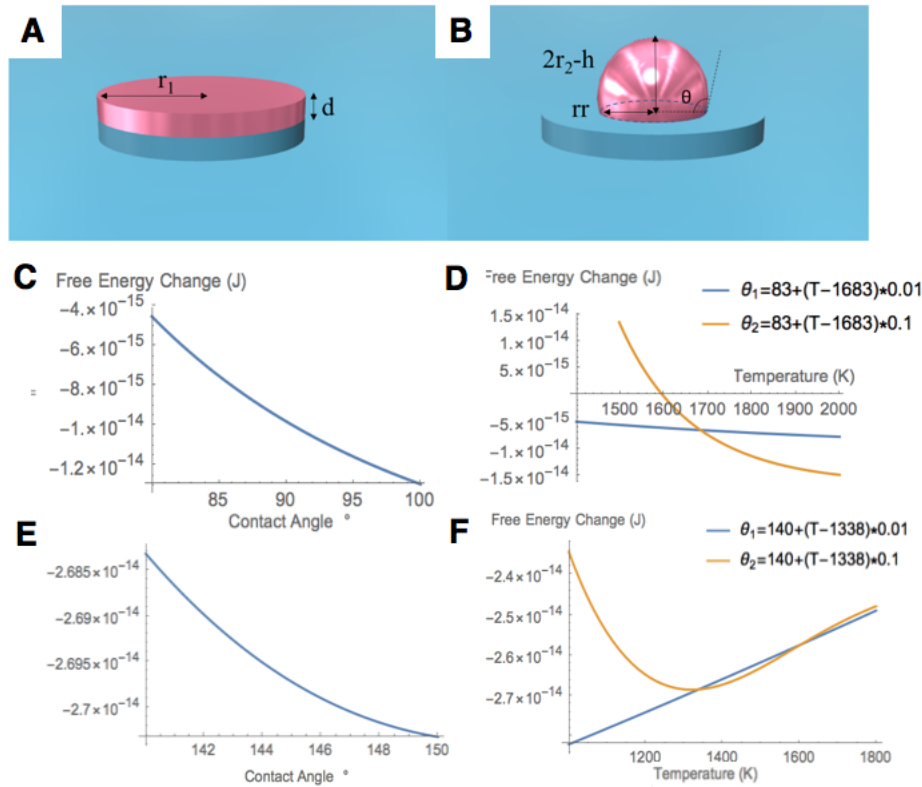 A
r₁
d
B
2r₂-h
rr
θ
C
Free Energy Change (J)
−4.×10⁻¹⁵
−6.×10⁻¹⁵
−8.×10⁻¹⁵
−1.×10⁻¹⁴
−1.2×10⁻¹⁴
85 90 95 100
Contact Angle °
D
Free Energy Change (J)
θ₁=83+(T−1683)*0.01
θ₂=83+(T−1683)*0.1
1.5×10⁻¹⁴
1.×10⁻¹⁴
5.×10⁻¹⁵
Temperature (K)
1500 1600 1700 1800 1900 2000
−5.×10⁻¹⁵
−1.×10⁻¹⁴
−1.5×10⁻¹⁴
E
−2.685×10⁻¹⁴
−2.69×10⁻¹⁴
−2.695×10⁻¹⁴
−2.7×10⁻¹⁴
142 144 146 148 150
Contact Angle °
F
Free Energy Change (J)
θ₁=140+(T−1338)*0.01
θ₂=140+(T−1338)*0.1
−2.4×10⁻¹⁴
−2.5×10⁻¹⁴
−2.6×10⁻¹⁴
−2.7×10⁻¹⁴
1200 1400 1600 1800
Temperature (K)